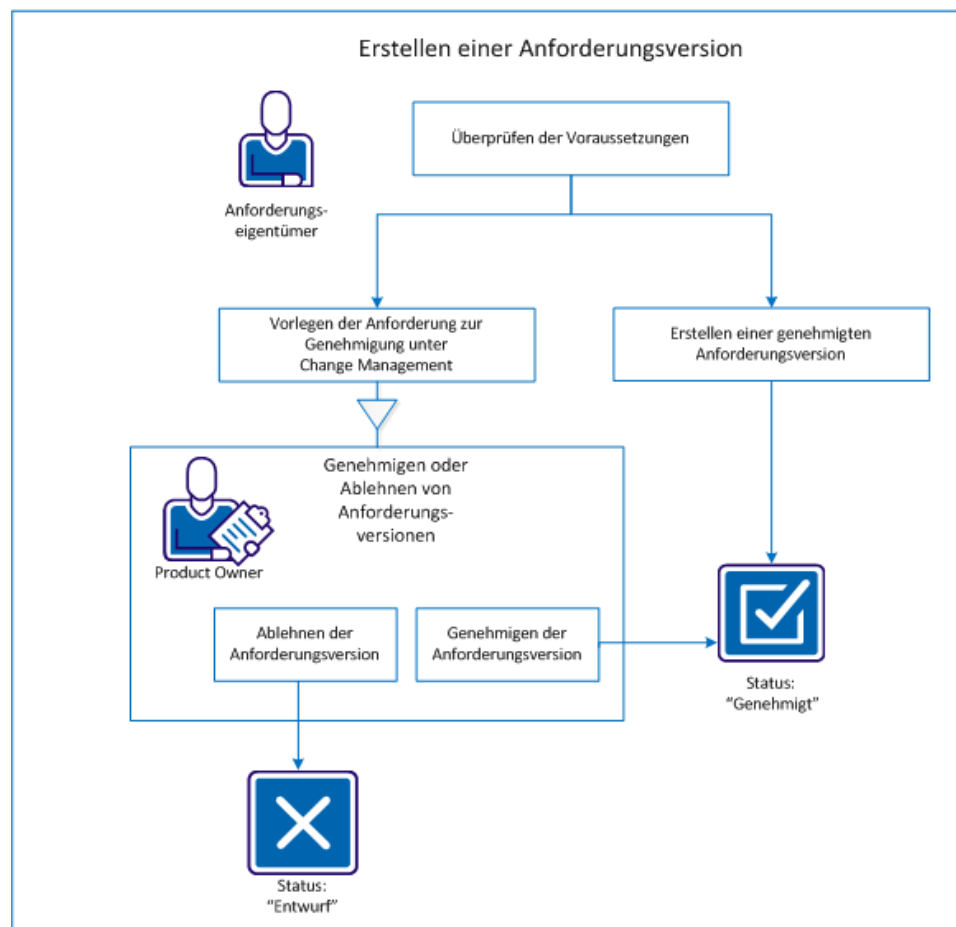 Erstellen einer Anforderungsversion
Überprüfen der Voraussetzungen
Anforderungs-
eigentümer
Vorlegen der Anforderung zur
Genehmigung unter
Change Management
Erstellen einer genehmigten
Anforderungsversion
Genehmigen oder
Ablehnen von
Anforderungs-
versionen
Product Owner
Ablehnen der
Anforderungsversion
Genehmigen der
Anforderungsversion
Status:
“Genehmigt”
Status:
“Entwurf”